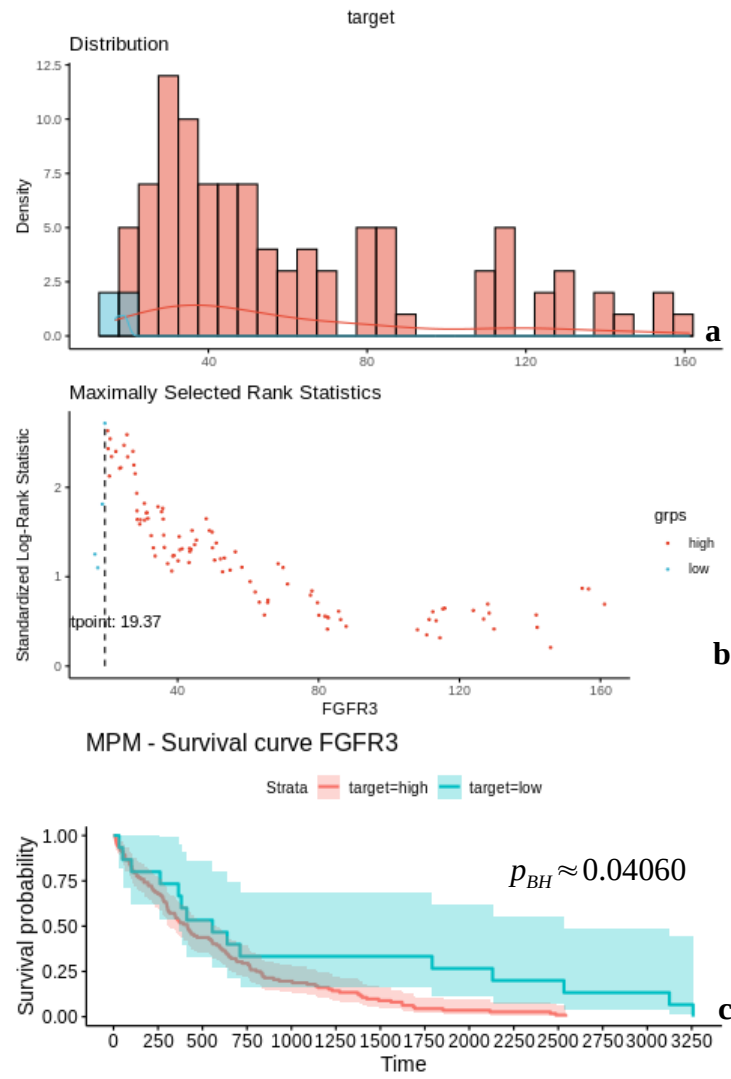 target
Distribution
12.5
10.0
7.5
5.0
2.5
0.0
Density
40 80 120 160
a
Maximally Selected Rank Statistics
2
1
0
Standardized Log-Rank Statistic
tpoint: 19.37
40 80 120 160
FGFR3
grps
high
low
b
MPM - Survival curve FGFR3
Strata target=high target=low
1.00
0.75
0.50
0.25
0.00
Survival probability
pBH ≈ 0.04060
0 250 500 750 1000 1250 1500 1750 2000 2250 2500 2750 3000 3250
Time
c